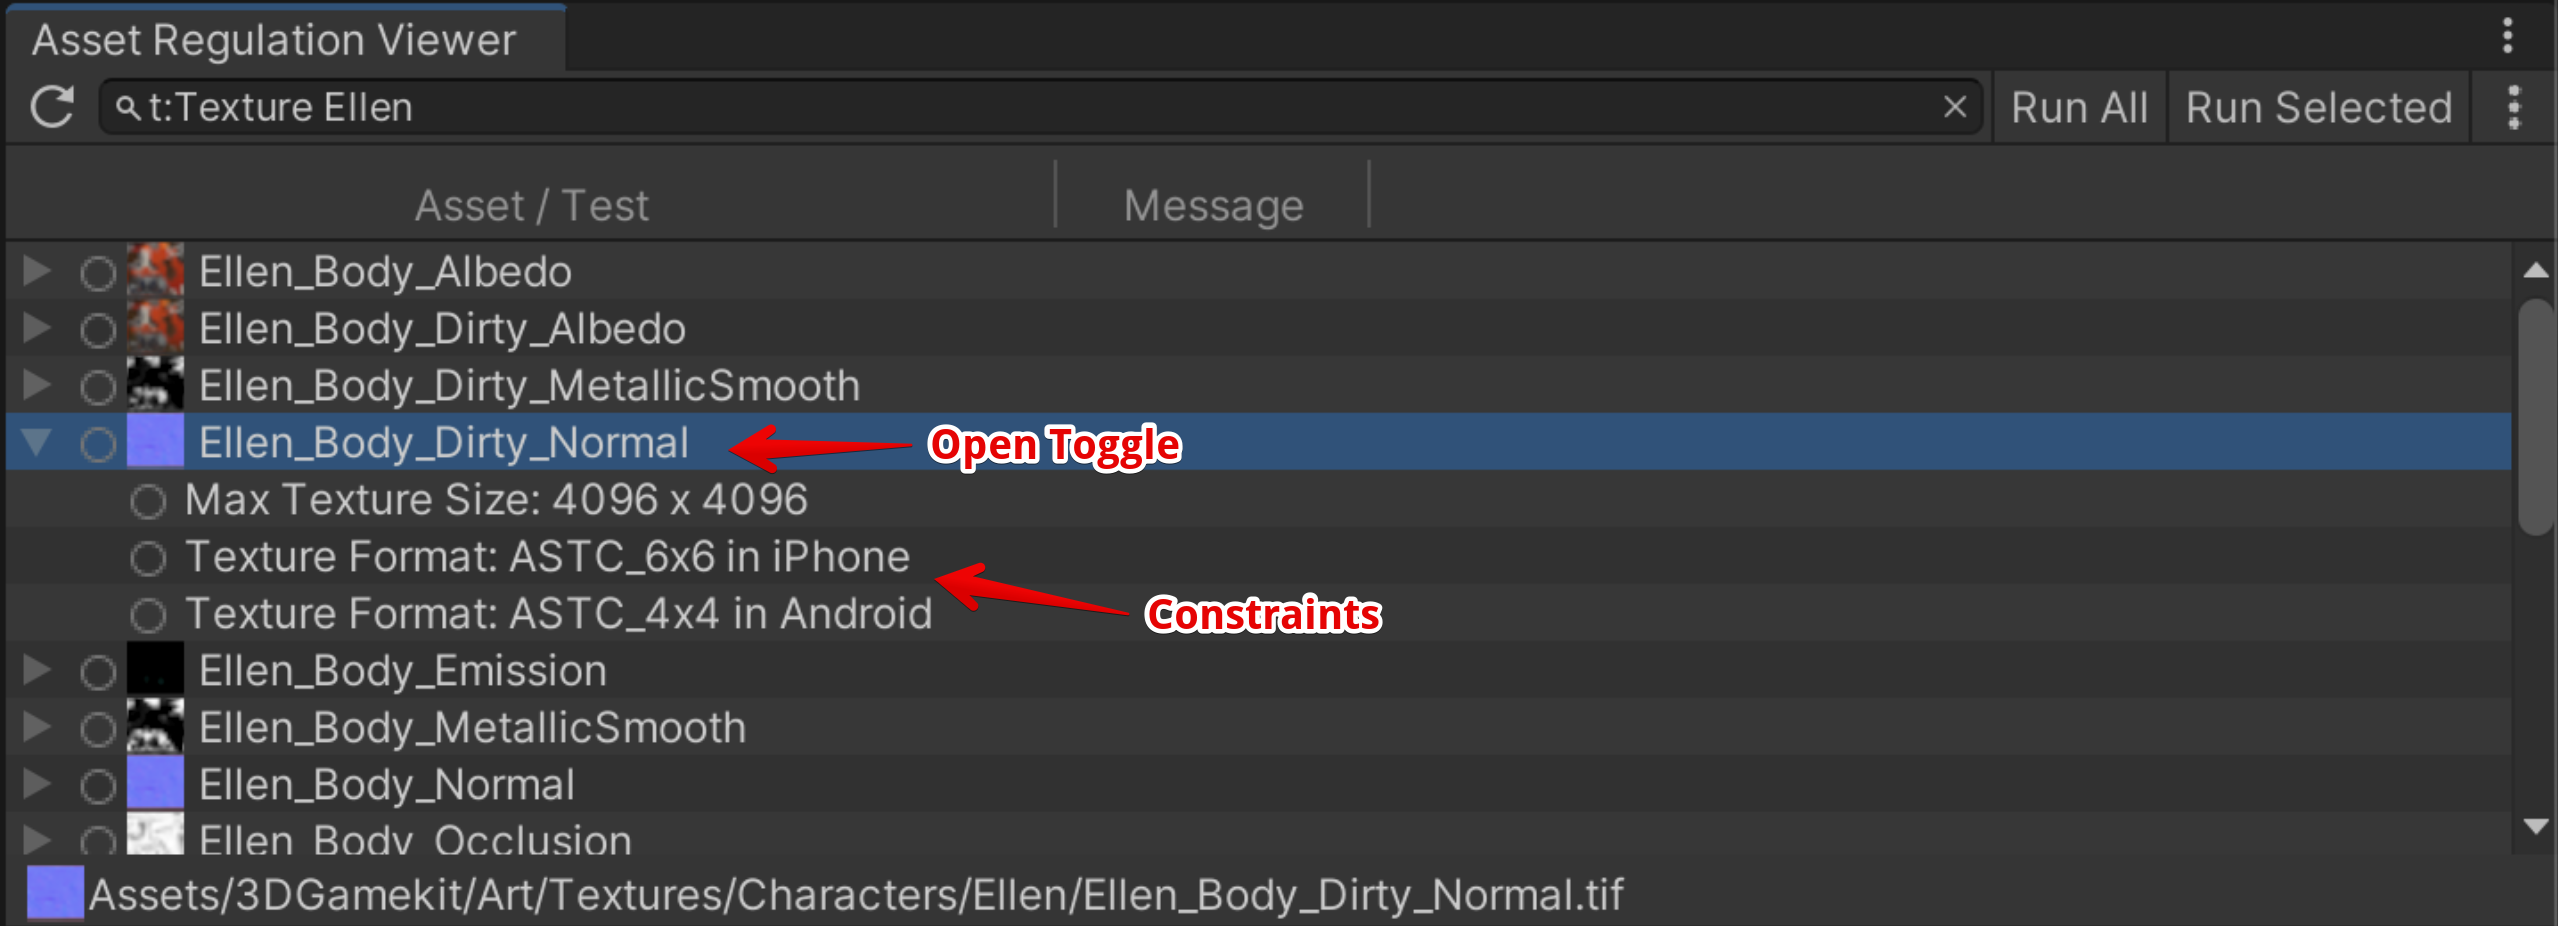 Asset Regulation Viewer
t:Texture Ellen
Run All
Run Selected
Asset / Test
Message
Ellen_Body_Albedo
Ellen_Body_Dirty_Albedo
Ellen_Body_Dirty_MetallicSmooth
Ellen_Body_Dirty_Normal
Open Toggle
Max Texture Size: 4096 x 4096
Texture Format: ASTC_6x6 in iPhone
Texture Format: ASTC_4x4 in Android
Constraints
Ellen_Body_Emission
Ellen_Body_MetallicSmooth
Ellen_Body_Normal
Ellen_Body_Occlusion
Assets/3DGamekit/Art/Textures/Characters/Ellen/Ellen_Body_Dirty_Normal.tif